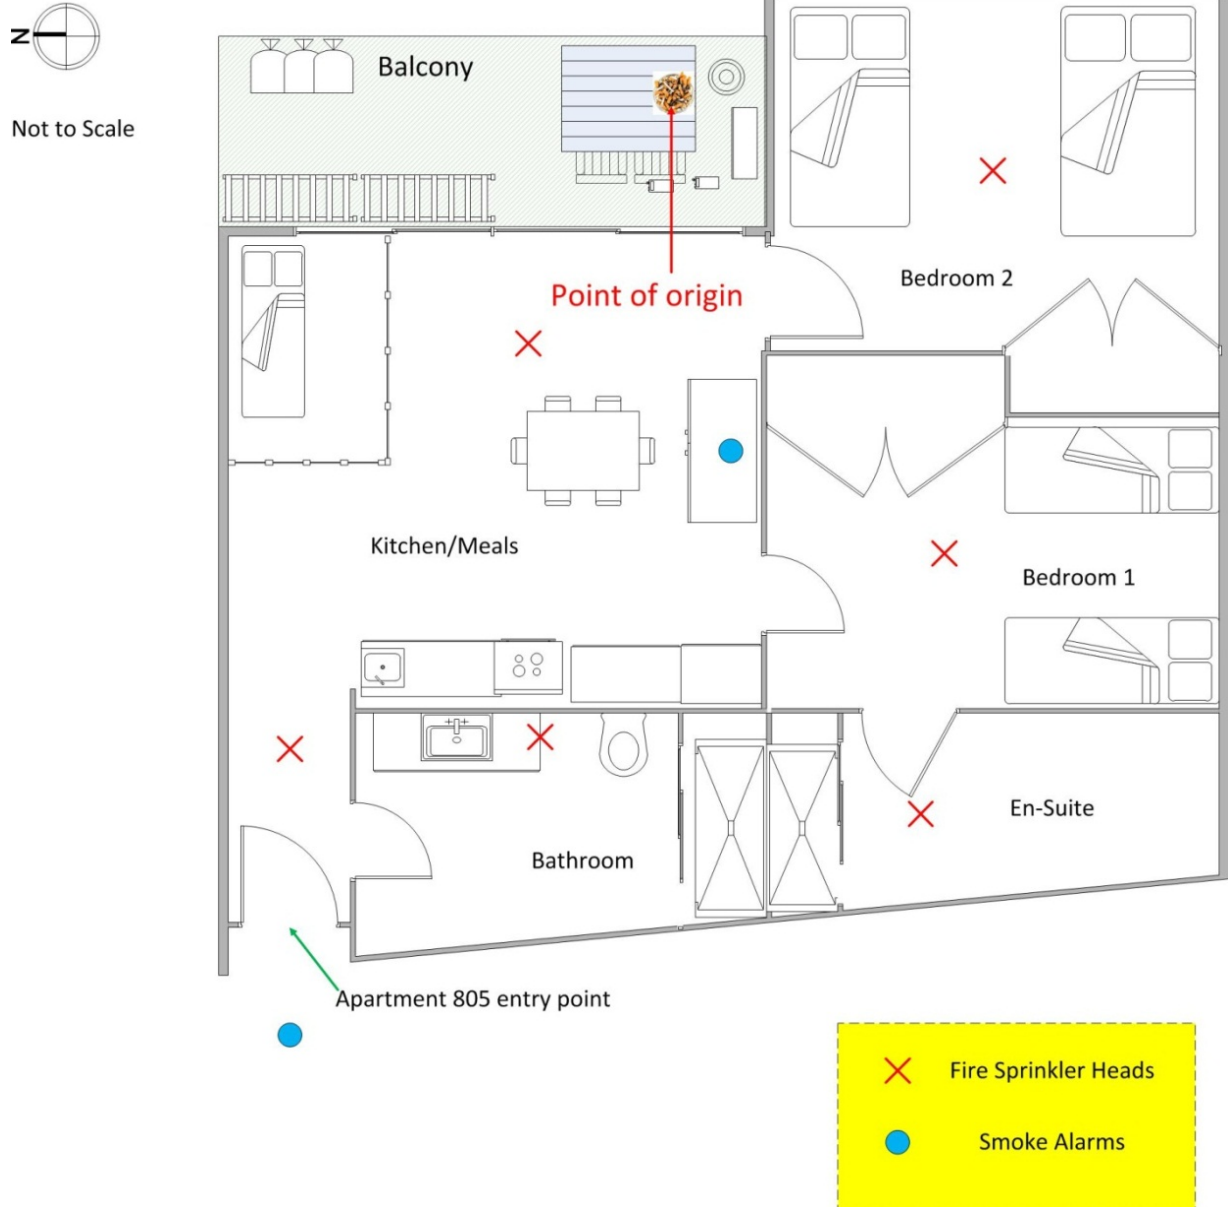 N
Balcony
Not to Scale
Bedroom 2
Point of origin
Kitchen/Meals
Bedroom 1
En-Suite
Bathroom
Apartment 805 entry point
Fire Sprinkler Heads
Smoke Alarms